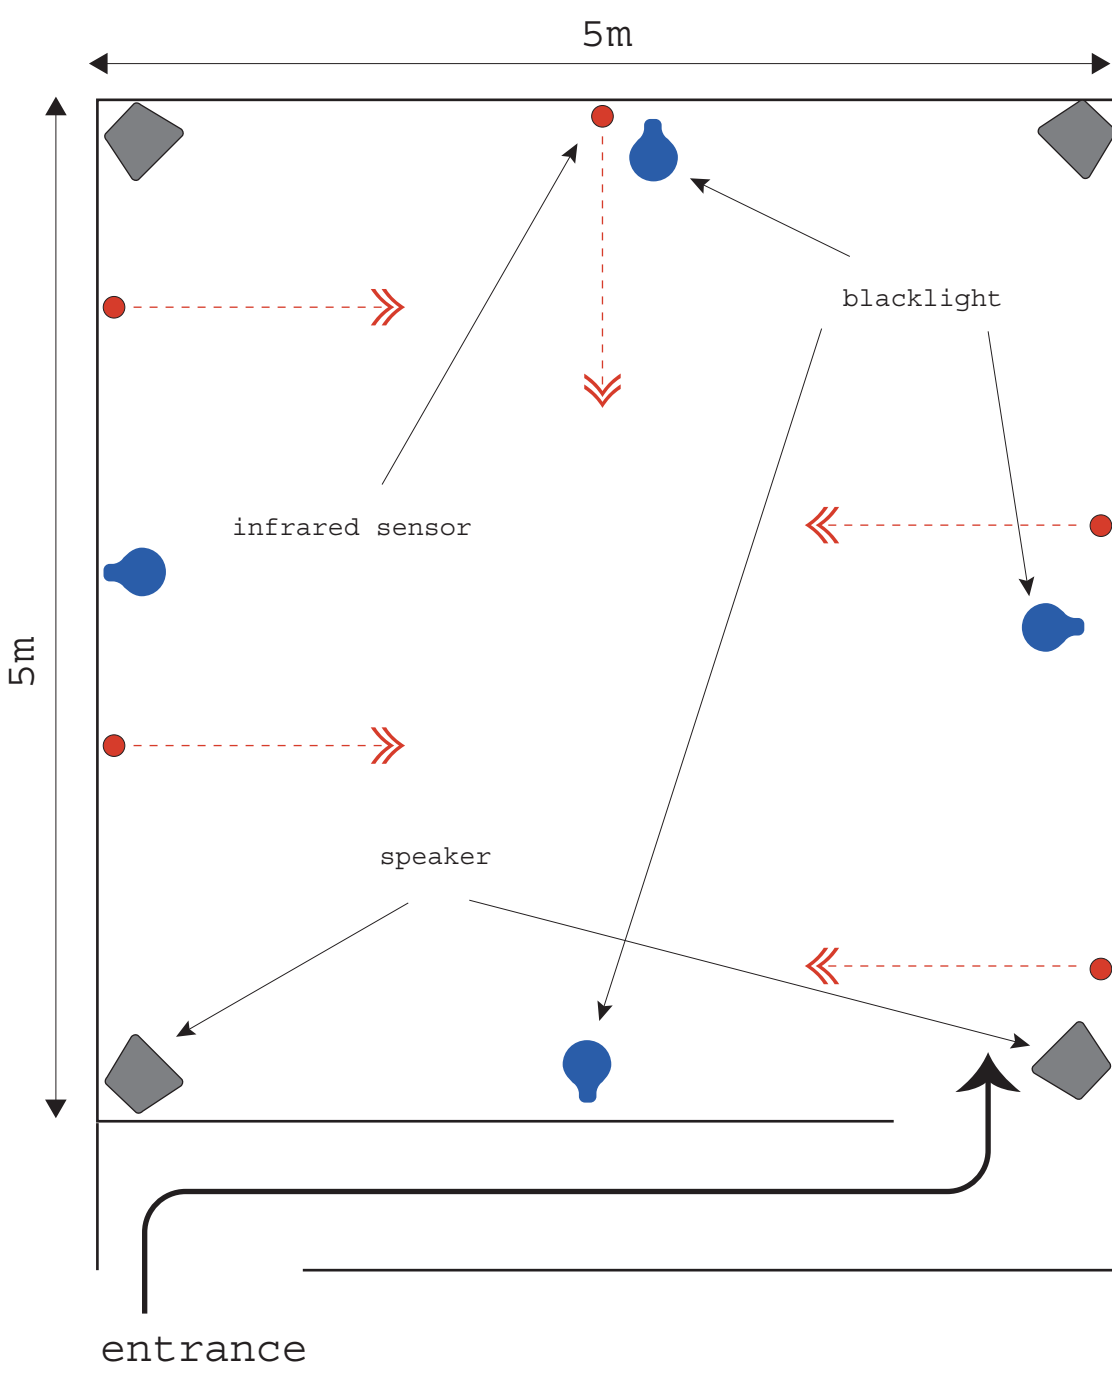 5m
blacklight
infrared sensor
5m
speaker
entrance